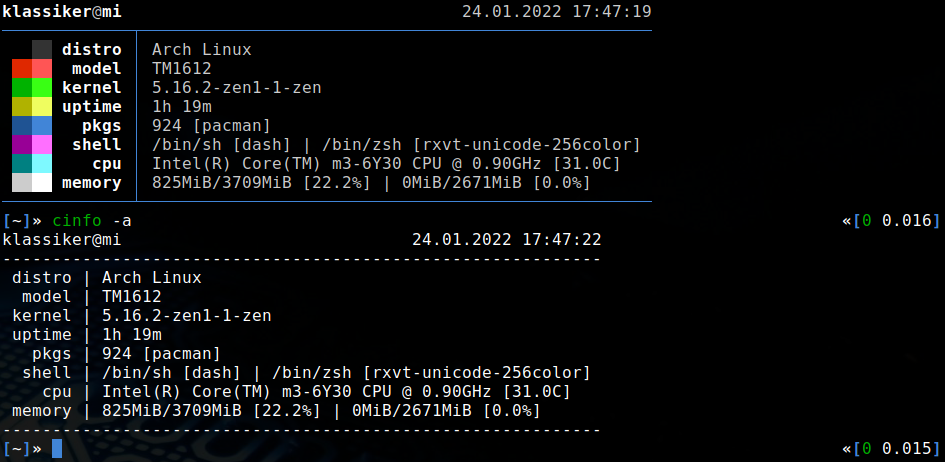 klassiker@mi 24.01.2022 17:47:19
distro Arch Linux
model TM1612
kernel 5.16.2-zen1-1-zen
uptime 1h 19m
pkgs 924 [pacman]
shell /bin/sh [dash] | /bin/zsh [rxvt-unicode-256color]
cpu Intel(R) Core(TM) m3-6Y30 CPU @ 0.90GHz [31.0C]
memory 825MiB/3709MiB [22.2%] | 0MiB/2671MiB [0.0%]
[~]» cinfo -a «[0 0.016]
klassiker@mi 24.01.2022 17:47:22
------------------------------------------------------------
distro | Arch Linux
model | TM1612
kernel | 5.16.2-zen1-1-zen
uptime | 1h 19m
pkgs | 924 [pacman]
shell | /bin/sh [dash] | /bin/zsh [rxvt-unicode-256color]
cpu | Intel(R) Core(TM) m3-6Y30 CPU @ 0.90GHz [31.0C]
memory | 825MiB/3709MiB [22.2%] | 0MiB/2671MiB [0.0%]
------------------------------------------------------------
[~]» «[0 0.015]